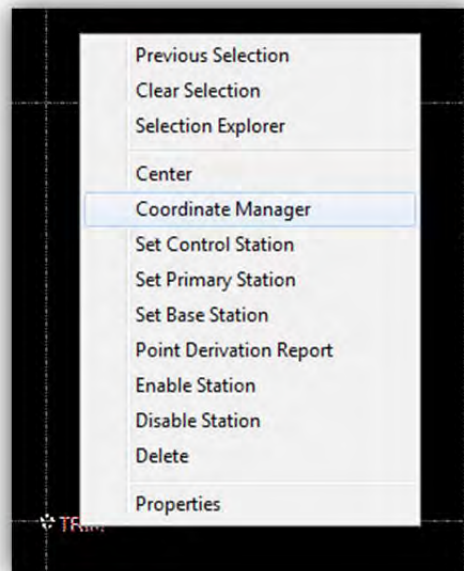 Previous Selection
Clear Selection
Selection Explorer
Center
Coordinate Manager
Set Control Station
Set Primary Station
Set Base Station
Point Derivation Report
Enable Station
Disable Station
Delete
Properties